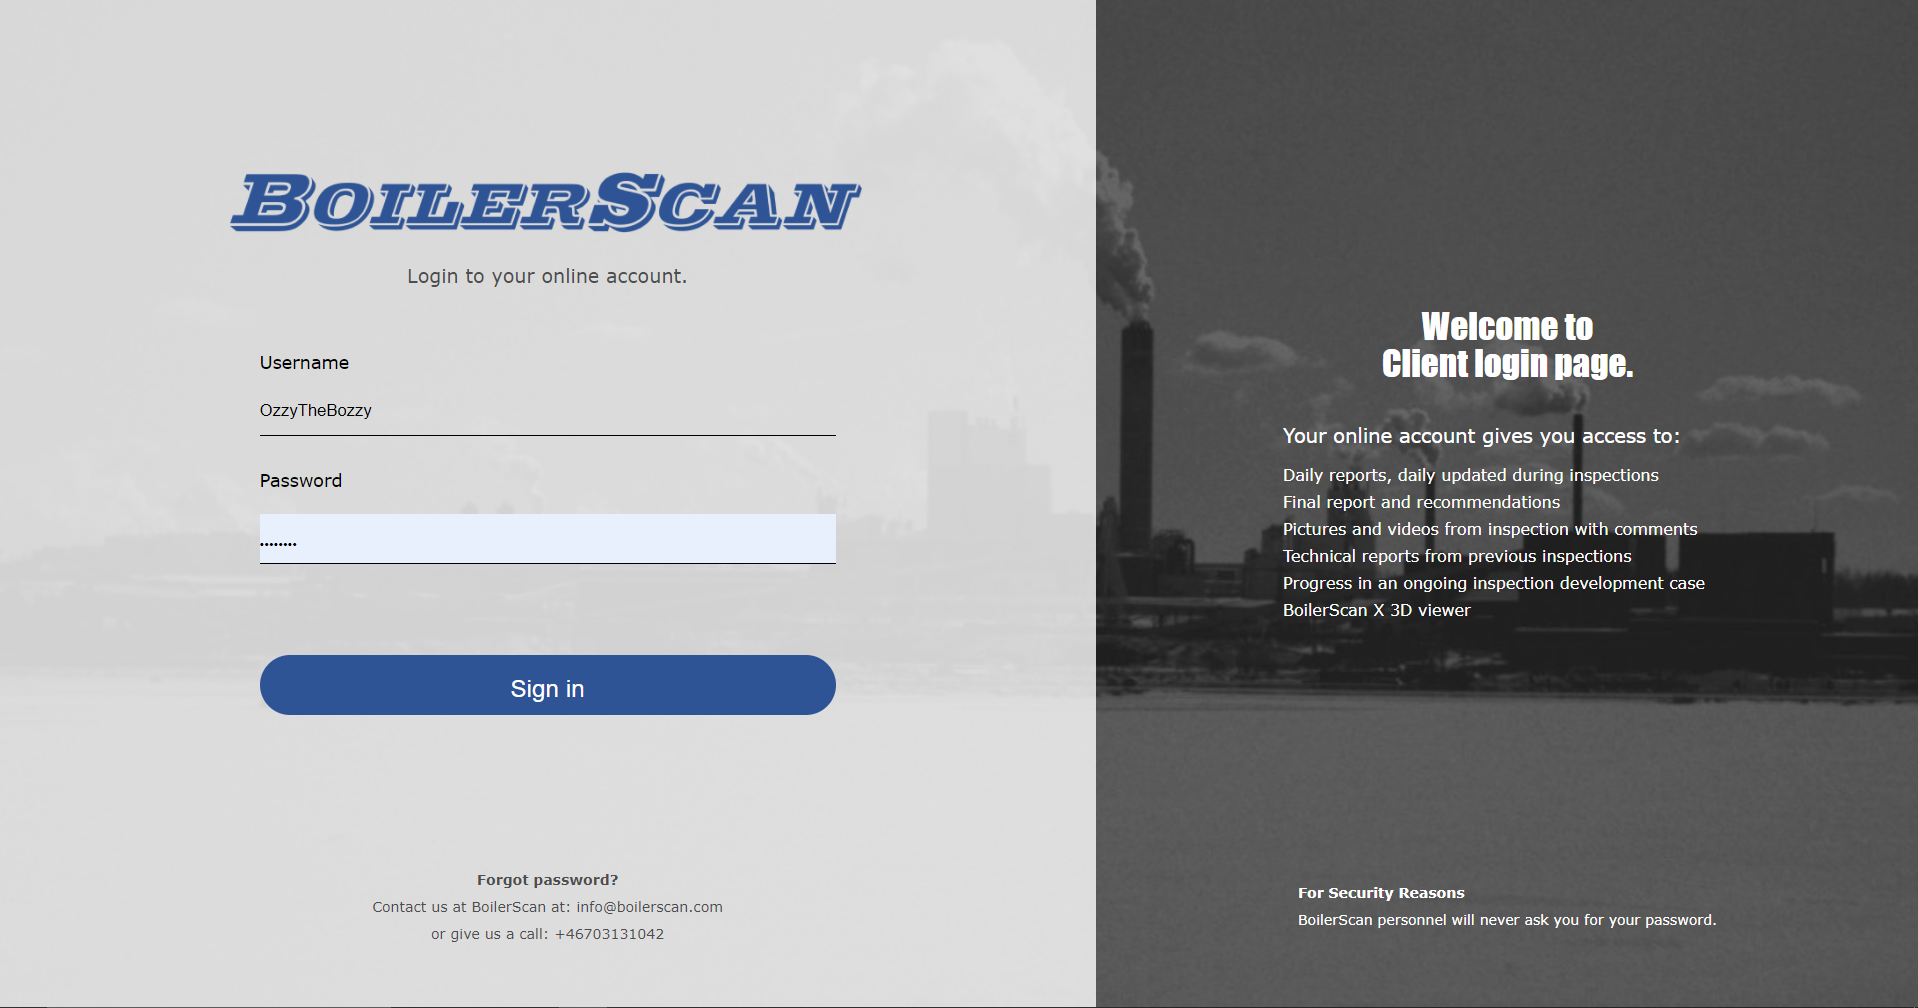 BOILERSCAN
Login to your online account.
Username
OzzyTheBozzy
Password
........
Sign in
Forgot password?
Contact us at BoilerScan at: info@boilerscan.com
or give us a call: +46703131042
Welcome to
Client login page.
Your online account gives you access to:
Daily reports, daily updated during inspections
Final report and recommendations
Pictures and videos from inspection with comments
Technical reports from previous inspections
Progress in an ongoing inspection development case
BoilerScan X 3D viewer
For Security Reasons
BoilerScan personnel will never ask you for your password.